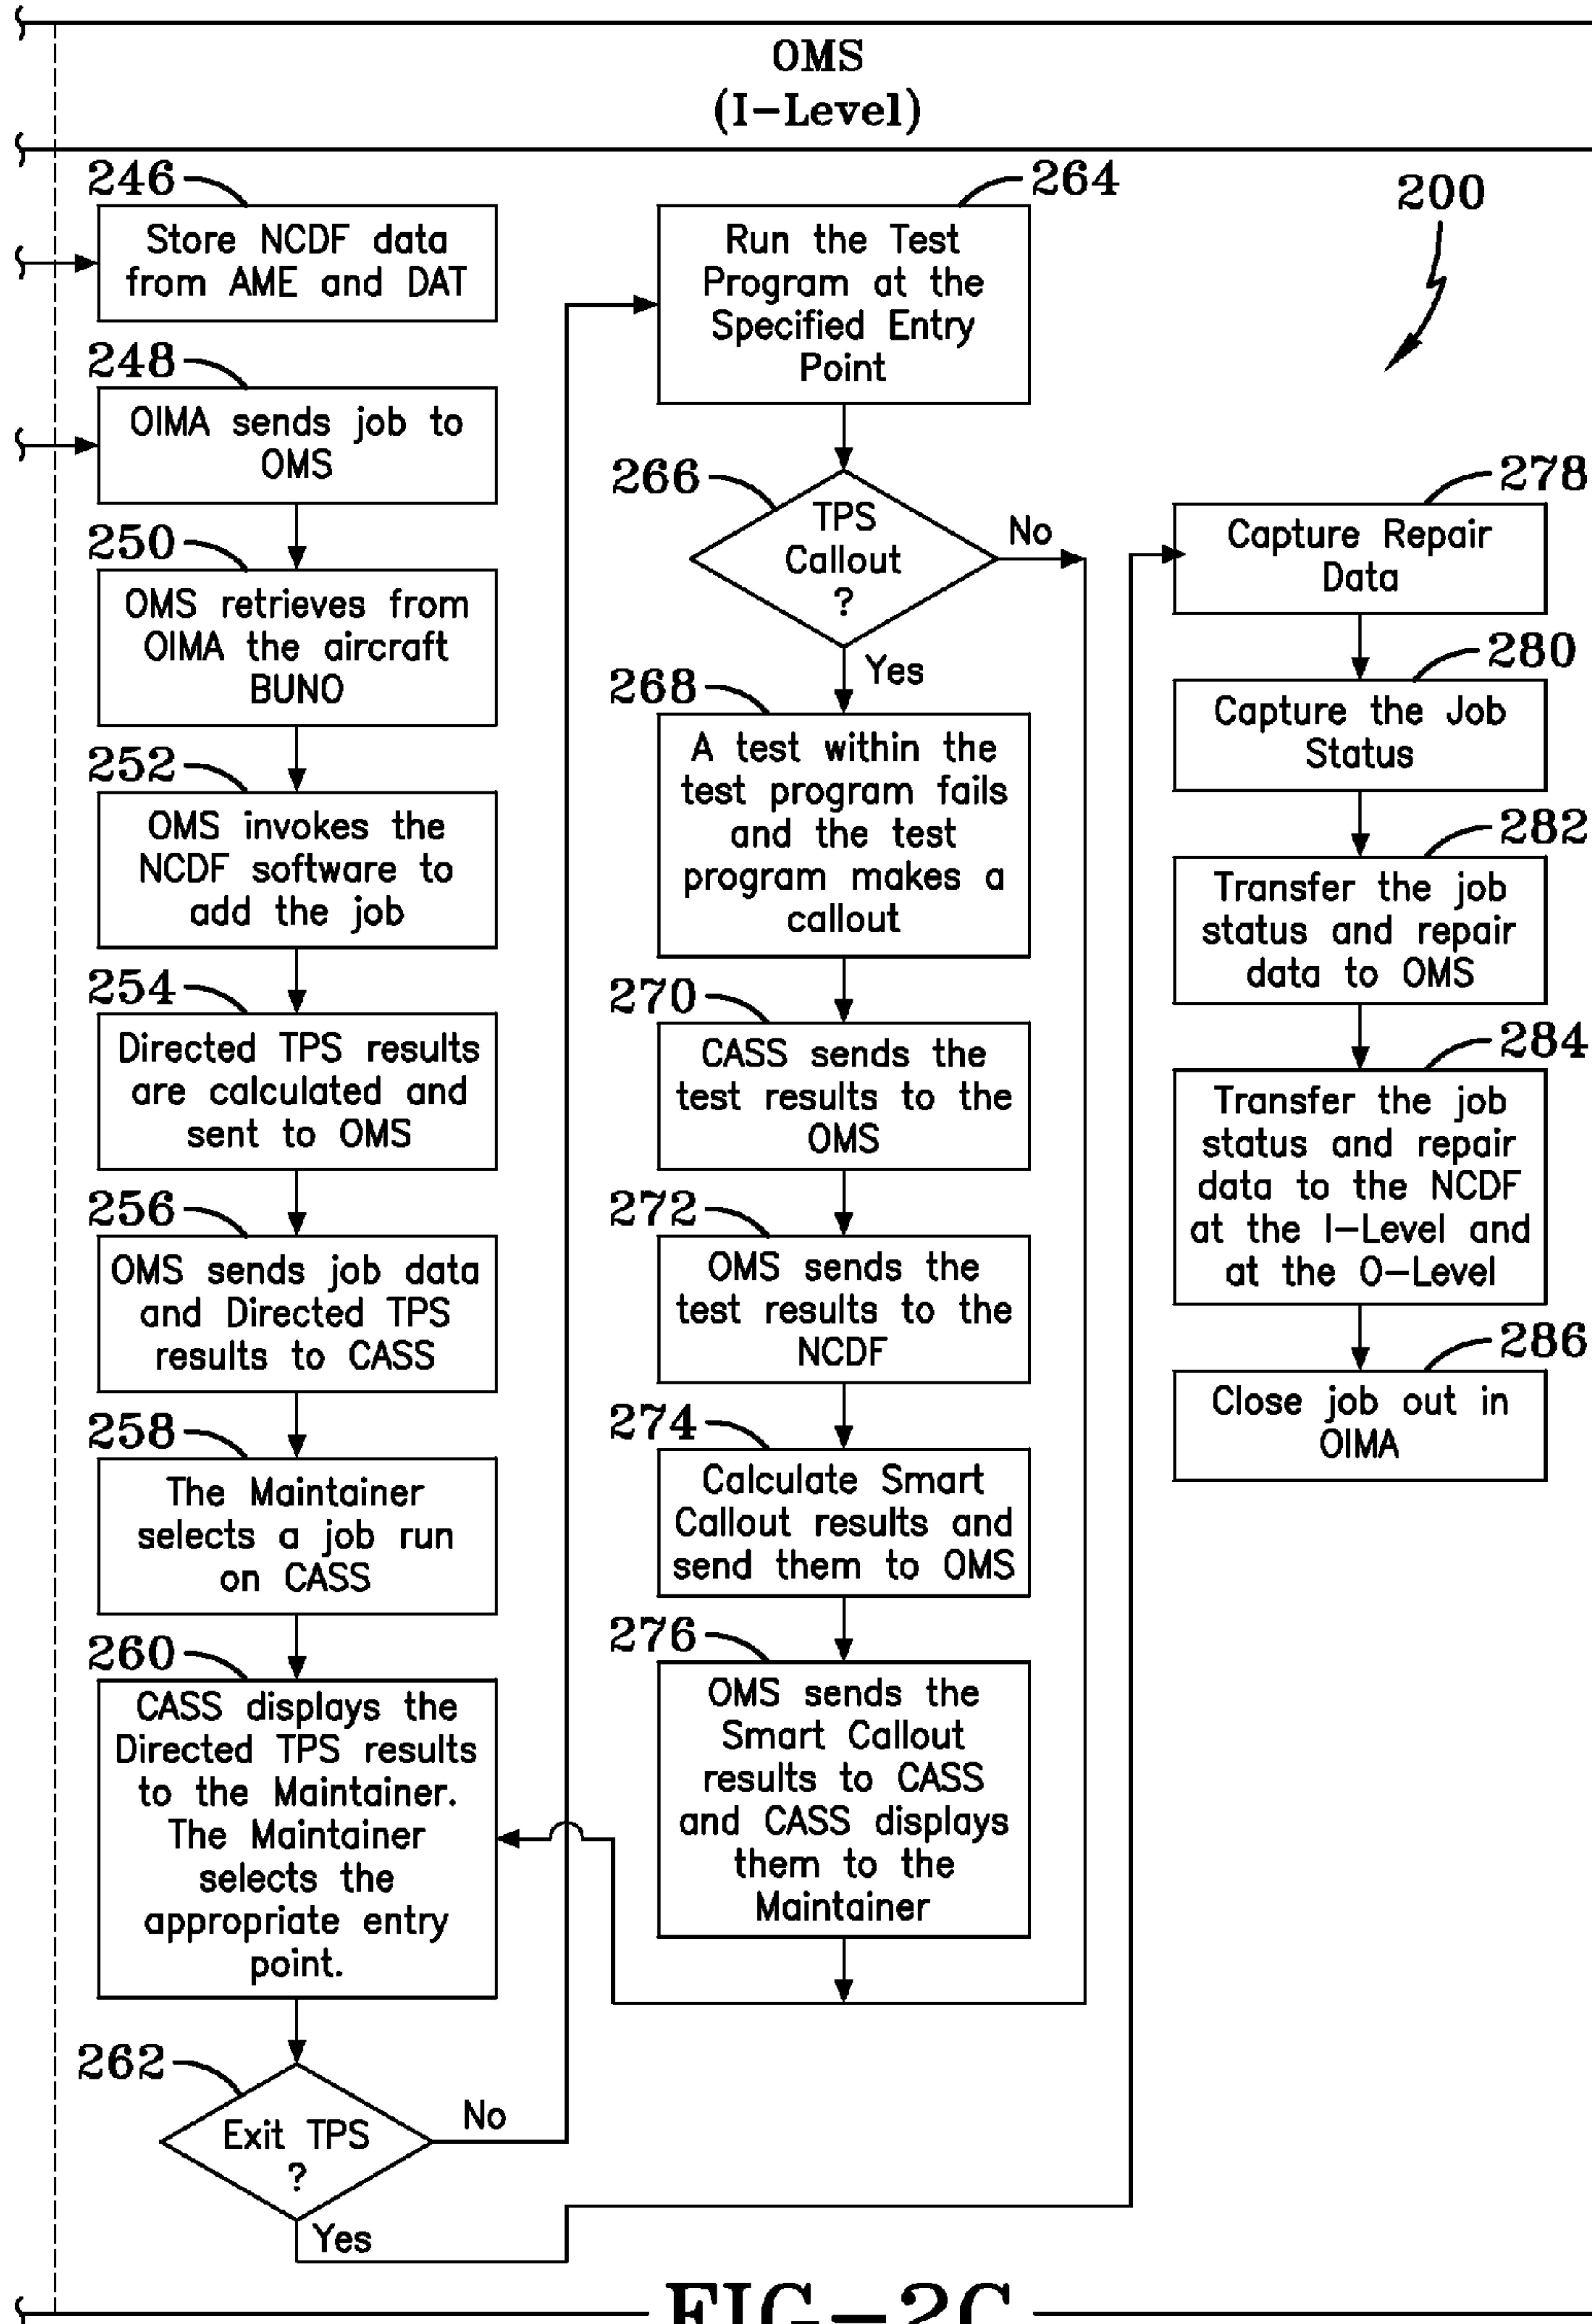 OMS
(I-Level)
246
Store NCDF data
from AME and DAT
248
OIMA sends job to
OMS
250
OMS retrieves from
OIMA the aircraft
BUNO
252
OMS invokes the
NCDF software to
add the job
254
Directed TPS results
are calculated and
sent to OMS
256
OMS sends job data
and Directed TPS
results to CASS
258
The Maintainer
selects a job run
on CASS
260
CASS displays the
Directed TPS results
to the Maintainer.
The Maintainer
selects the
appropriate entry
point.
262
Exit TPS
?
No
Yes
264
Run the Test
Program at the
Specified Entry
Point
266
TPS
Callout
?
No
Yes
268
A test within the
test program fails
and the test
program makes a
callout
270
CASS sends the
test results to the
OMS
272
OMS sends the
test results to the
NCDF
274
Calculate Smart
Callout results and
send them to OMS
276
OMS sends the
Smart Callout
results to CASS
and CASS displays
them to the
Maintainer
200
278
Capture Repair
Data
280
Capture the Job
Status
282
Transfer the job
status and repair
data to OMS
284
Transfer the job
status and repair
data to the NCDF
at the I-Level and
at the O-Level
286
Close job out in
OIMA
FIG-2C